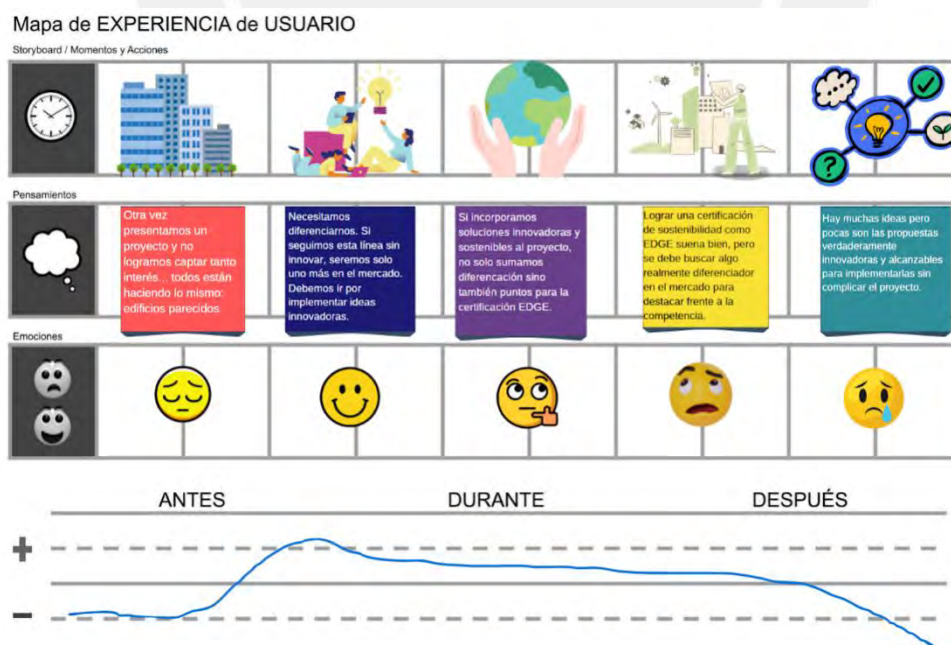 Mapa de EXPERIENCIA de USUARIO
Storyboard / Momentos y Acciones
Pensamientos
Otra vez
presentamos un
proyecto y no
logramos captar tanto
interés... todos están
haciendo lo mismo:
edificios parecidos
Necesitamos
diferenciarnos. Si
seguimos esta línea sin
innovar, seremos solo
uno más en el mercado.
Debemos ir por
implementar ideas
innovadoras.
Si incorporamos
soluciones innovadoras y
sostenibles al proyecto,
no solo sumamos
diferencación sino
también puntos para la
certificación EDGE.
Lograr una certificación
de sostenibilidad como
EDGE suena bien, pero
se debe buscar algo
realmente diferenciador
en el mercado para
destacar frente a la
competencia.
Hay muchas ideas pero
pocas son las propuestas
verdaderamente
innovadoras y alcanzables
para implementarlas sin
complicar el proyecto.
Emociones
ANTES
DURANTE
DESPUÉS
+
−